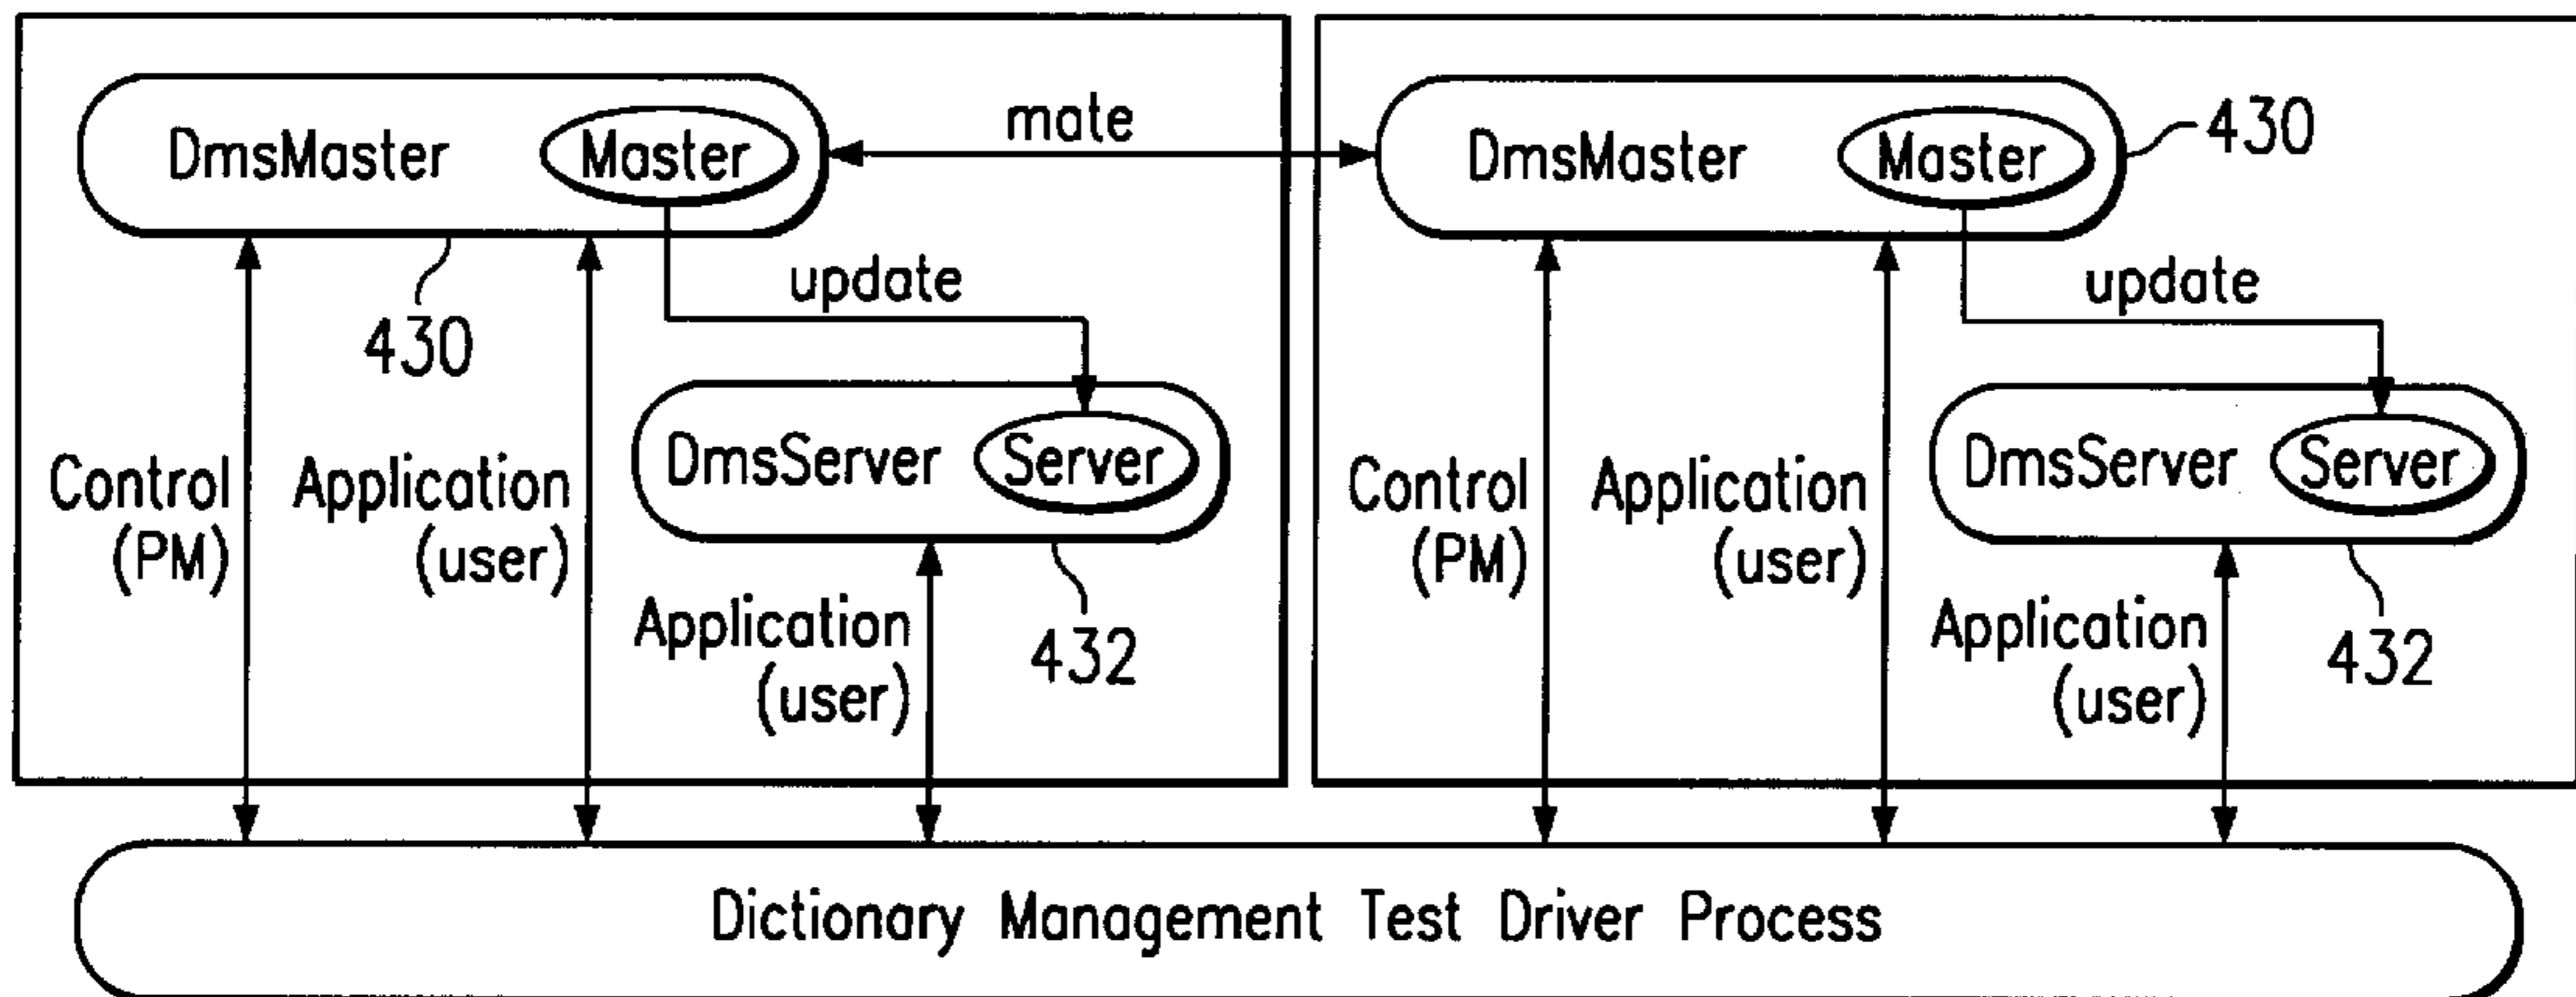 DmsMaster Master
mate
DmsMaster Master
430
update
430
update
DmsServer Server
DmsServer Server
Control
(PM)
Application
(user)
Application
(user)
432
Control
(PM)
Application
(user)
Application
(user)
432
Dictionary Management Test Driver Process